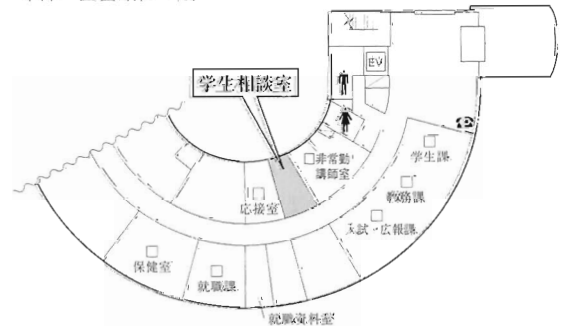 EV
学生相談室
学生課
□非常勤
講師室
教務課
応接室
入試・広報課
保健室
就職課
就職資料室